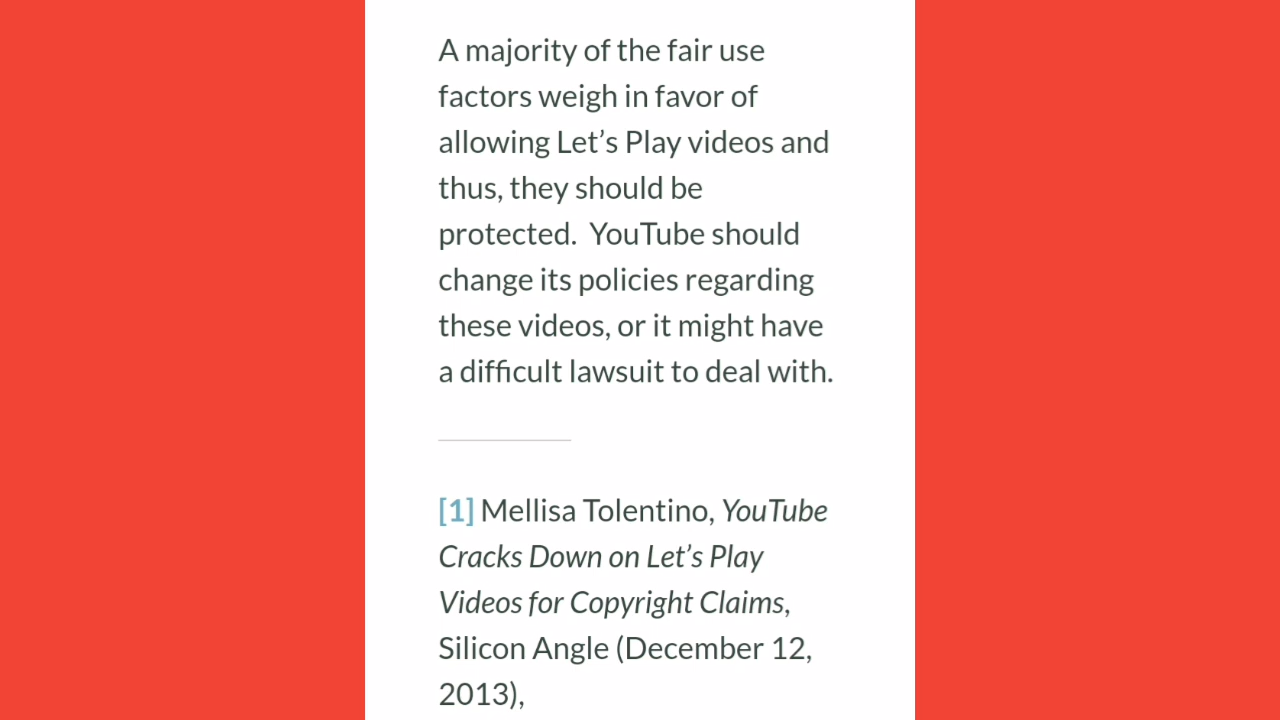 A majority of the fair use
factors weigh in favor of
allowing Let’s Play videos and
thus, they should be
protected.  YouTube should
change its policies regarding
these videos, or it might have
a difficult lawsuit to deal with.
[1] Mellisa Tolentino, YouTube
Cracks Down on Let’s Play
Videos for Copyright Claims,
Silicon Angle (December 12,
2013),